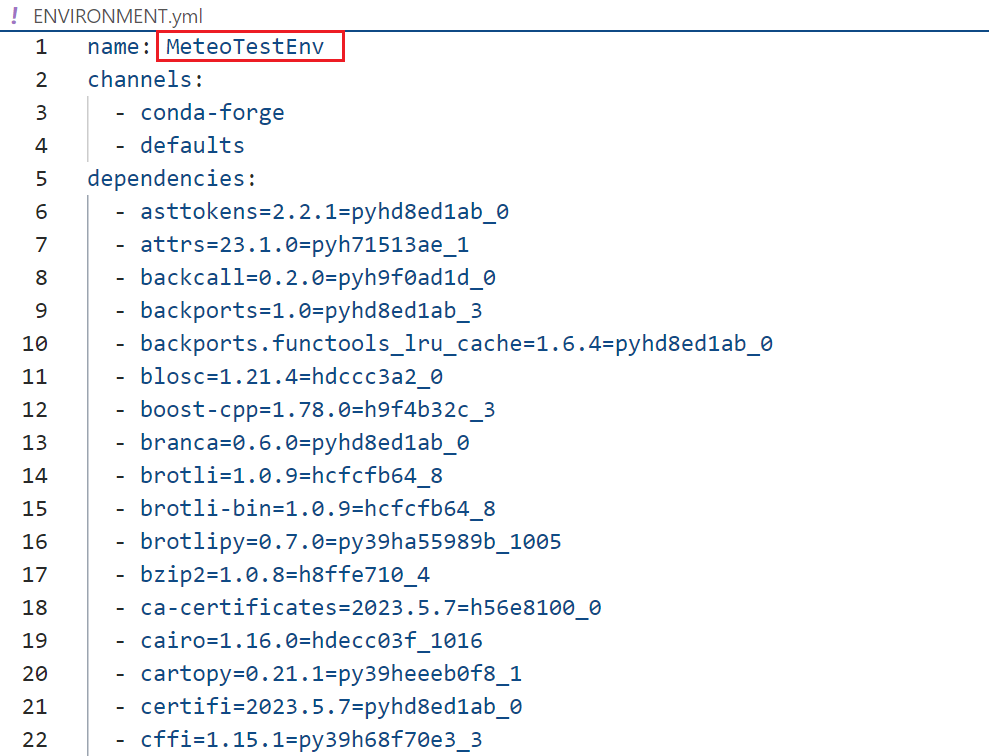 ! ENVIRONMENT.yml
1 name: MeteoTestEnv
2 channels:
3 - conda-forge
4 - defaults
5 dependencies:
6 - asttokens=2.2.1=pyhd8ed1ab_0
7 - attrs=23.1.0=pyh71513ae_1
8 - backcall=0.2.0=pyh9f0ad1d_0
9 - backports=1.0=pyhd8ed1ab_3
10 - backports.functools_lru_cache=1.6.4=pyhd8ed1ab_0
11 - blosc=1.21.4=hdccc3a2_0
12 - boost-cpp=1.78.0=h9f4b32c_3
13 - branca=0.6.0=pyhd8ed1ab_0
14 - brotli=1.0.9=hcfcfb64_8
15 - brotli-bin=1.0.9=hcfcfb64_8
16 - brotlipy=0.7.0=py39ha55989b_1005
17 - bzip2=1.0.8=h8ffe710_4
18 - ca-certificates=2023.5.7=h56e8100_0
19 - cairo=1.16.0=hdecc03f_1016
20 - cartopy=0.21.1=py39heeeb0f8_1
21 - certifi=2023.5.7=pyhd8ed1ab_0
22 - cffi=1.15.1=py39h68f70e3_3